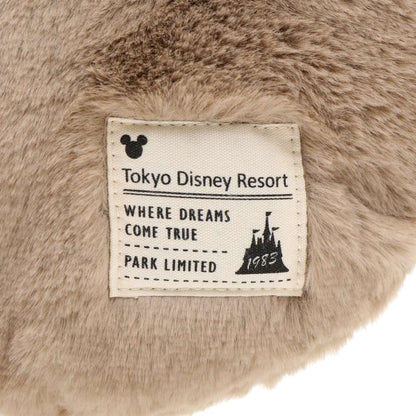 Tokyo Disney Resort
WHERE DREAMS
COME TRUE
PARK LIMITED
1983